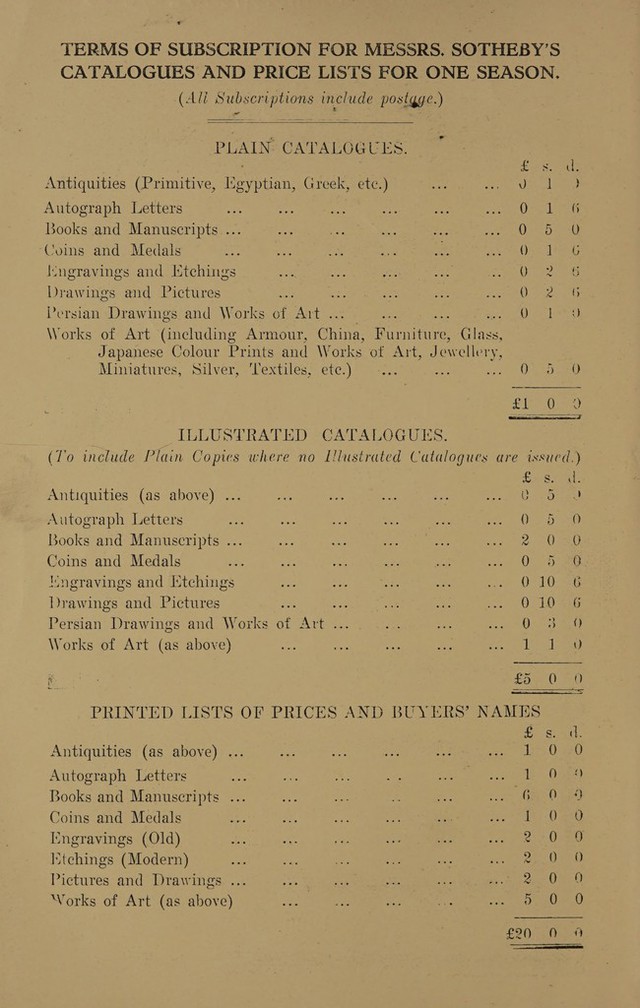 TERMS OF SUBSCRIPTION FOR MESSRS. SOTHEBY'S
CATALOGUES AND PRICE LISTS FOR ONE SEASON.
(All Subscriptions include postage.)
PLAIN CATALOGUES.
£ s. d.
Antiquities (Primitive, Egyptian, Greek, etc.) ... ... 0 1 0
Autograph Letters ... ... ... ... ... ... 0 1 6
Books and Manuscripts ... ... ... ... ... ... 0 5 0
Coins and Medals ... ... ... ... ... ... 0 1 6
Engravings and Etchings ... ... ... ... ... 0 2 6
Drawings and Pictures ... ... ... ... ... 0 2 6
Persian Drawings and Works of Art ... ... ... ... 0 1 0
Works of Art (including Armour, China, Furniture, Glass,
Japanese Colour Prints and Works of Art, Jewellery,
Miniatures, Silver, Textiles, etc.) ... ... ... 0 5 0
£1 0 0
ILLUSTRATED CATALOGUES.
(To include Plain Copies where no Illustrated Catalogues are issued.)
£ s. d.
Antiquities (as above) ... ... ... ... ... ... 0 5 0
Autograph Letters ... ... ... ... ... ... 0 5 0
Books and Manuscripts ... ... ... ... ... ... 2 0 0
Coins and Medals ... ... ... ... ... ... 0 5 0
Engravings and Etchings ... ... ... ... ... 0 10 6
Drawings and Pictures ... ... ... ... ... 0 10 6
Persian Drawings and Works of Art ... ... ... ... 0 3 0
Works of Art (as above) ... ... ... ... ... 1 1 0
£5 0 0
PRINTED LISTS OF PRICES AND BUYERS' NAMES
£ s. d.
Antiquities (as above) ... ... ... ... ... ... 1 0 0
Autograph Letters ... ... ... ... ... ... 1 0 0
Books and Manuscripts ... ... ... ... ... ... 6 0 0
Coins and Medals ... ... ... ... ... ... 1 0 0
Engravings (Old) ... ... ... ... ... ... 2 0 0
Etchings (Modern) ... ... ... ... ... ... 2 0 0
Pictures and Drawings ... ... ... ... ... ... 2 0 0
Works of Art (as above) ... ... ... ... ... 5 0 0
£20 0 0